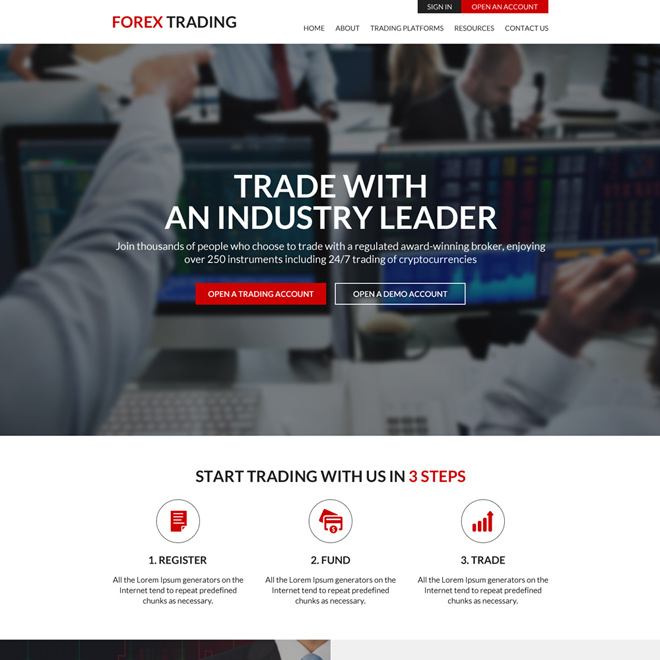 SIGN IN
OPEN AN ACCOUNT
FOREX TRADING
HOME
ABOUT
TRADING PLATFORMS
RESOURCES
CONTACT US
TRADE WITH
AN INDUSTRY LEADER
Join thousands of people who choose to trade with a regulated award-winning broker, enjoying
over 250 instruments including 24/7 trading of cryptocurrencies
OPEN A TRADING ACCOUNT
OPEN A DEMO ACCOUNT
START TRADING WITH US IN 3 STEPS
1. REGISTER
All the Lorem Ipsum generators on the
Internet tend to repeat predefined
chunks as necessary.
2. FUND
All the Lorem Ipsum generators on the
Internet tend to repeat predefined
chunks as necessary.
3. TRADE
All the Lorem Ipsum generators on the
Internet tend to repeat predefined
chunks as necessary.